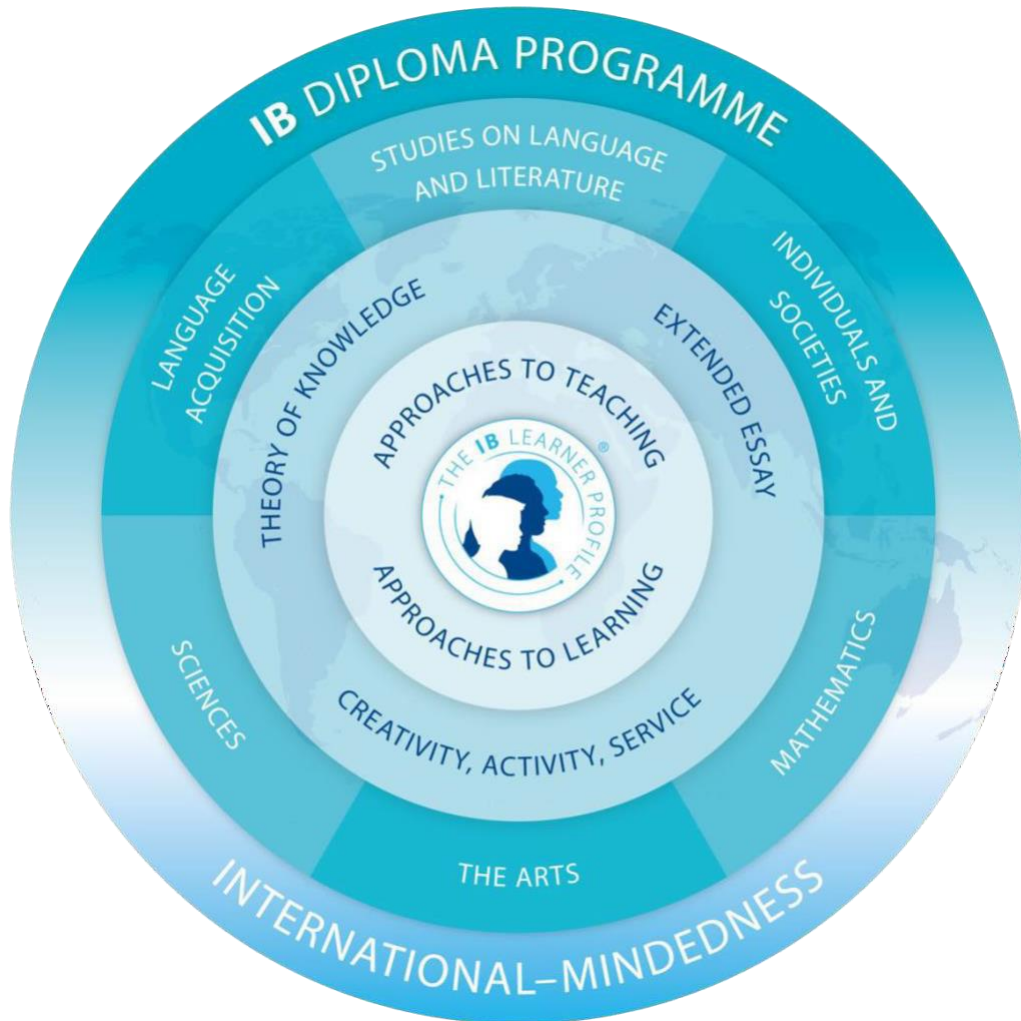 IB DIPLOMA PROGRAMME
STUDIES ON LANGUAGE
AND LITERATURE
LANGUAGE
ACQUISITION
INDIVIDUALS AND
SOCIETIES
THEORY OF KNOWLEDGE
EXTENDED ESSAY
APPROACHES TO TEACHING
THE IB LEARNER PROFILE®
APPROACHES TO LEARNING
CREATIVITY, ACTIVITY, SERVICE
SCIENCES
MATHEMATICS
THE ARTS
INTERNATIONAL–MINDEDNESS